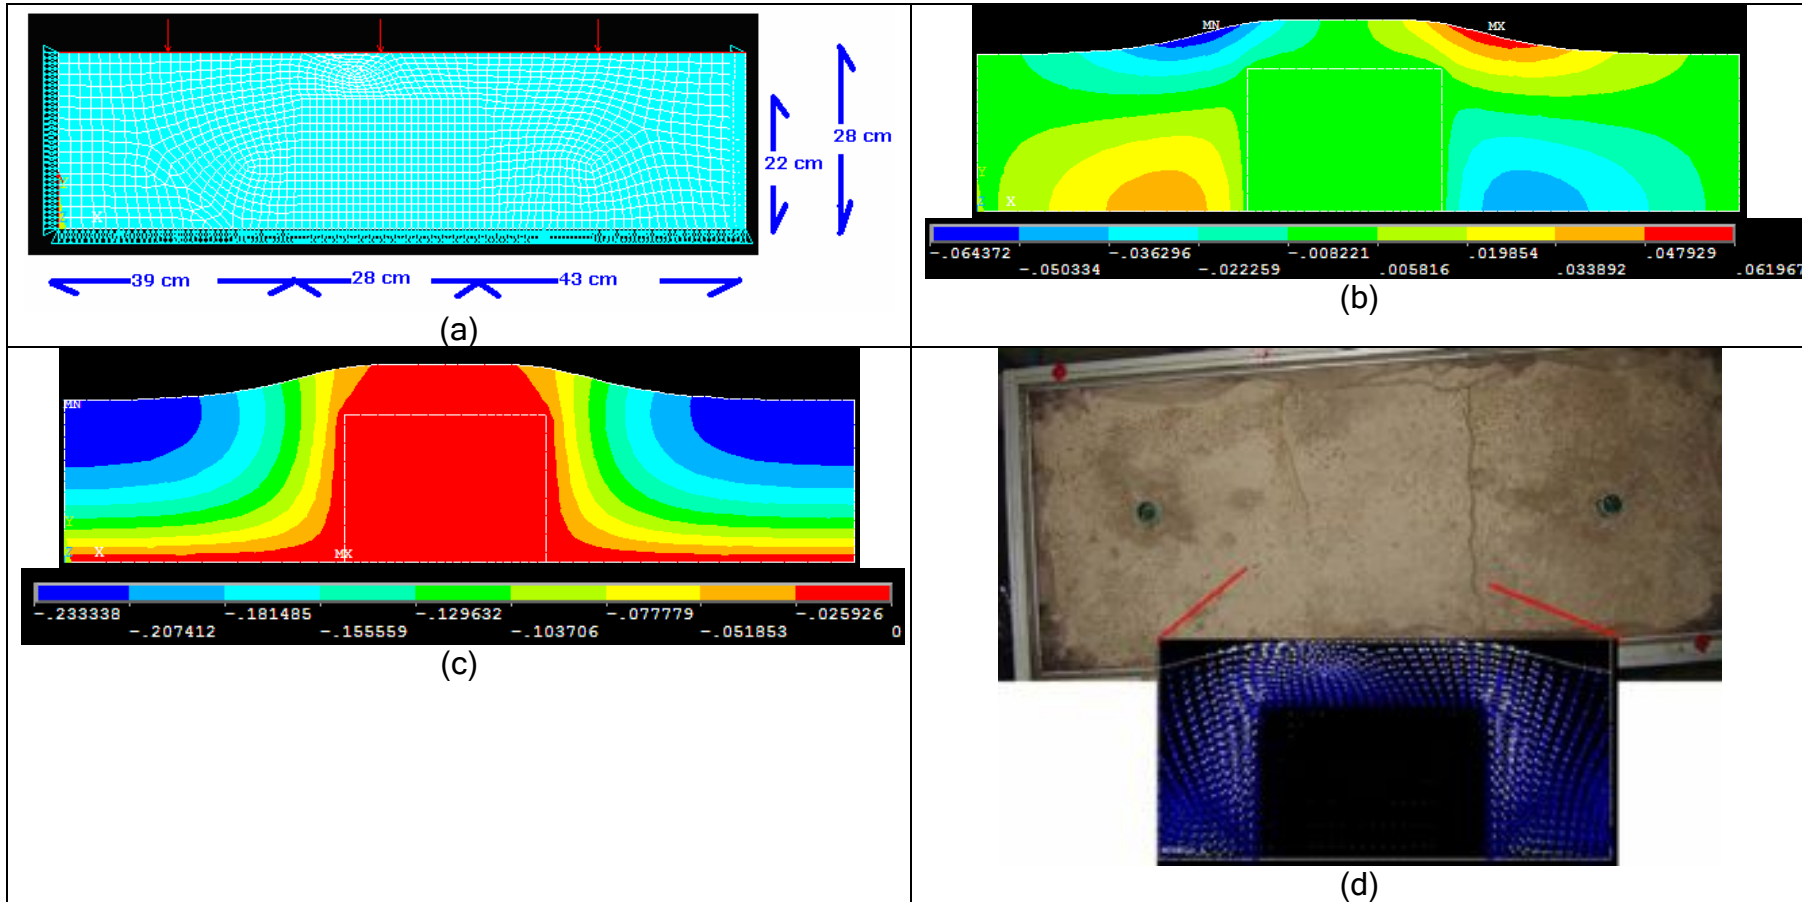 Y
Z
X
22 cm
28 cm
39 cm
28 cm
43 cm
(a)
MN
MX
Y
Z
X
-.064372
-.036296
-.008221
.019854
.047929
-.050334
-.022259
.005816
.033892
.061967
(b)
MN
Y
Z
X
MX
-.233338
-.181485
-.129632
-.077779
-.025926
-.207412
-.155559
-.103706
-.051853
0
(c)
(d)